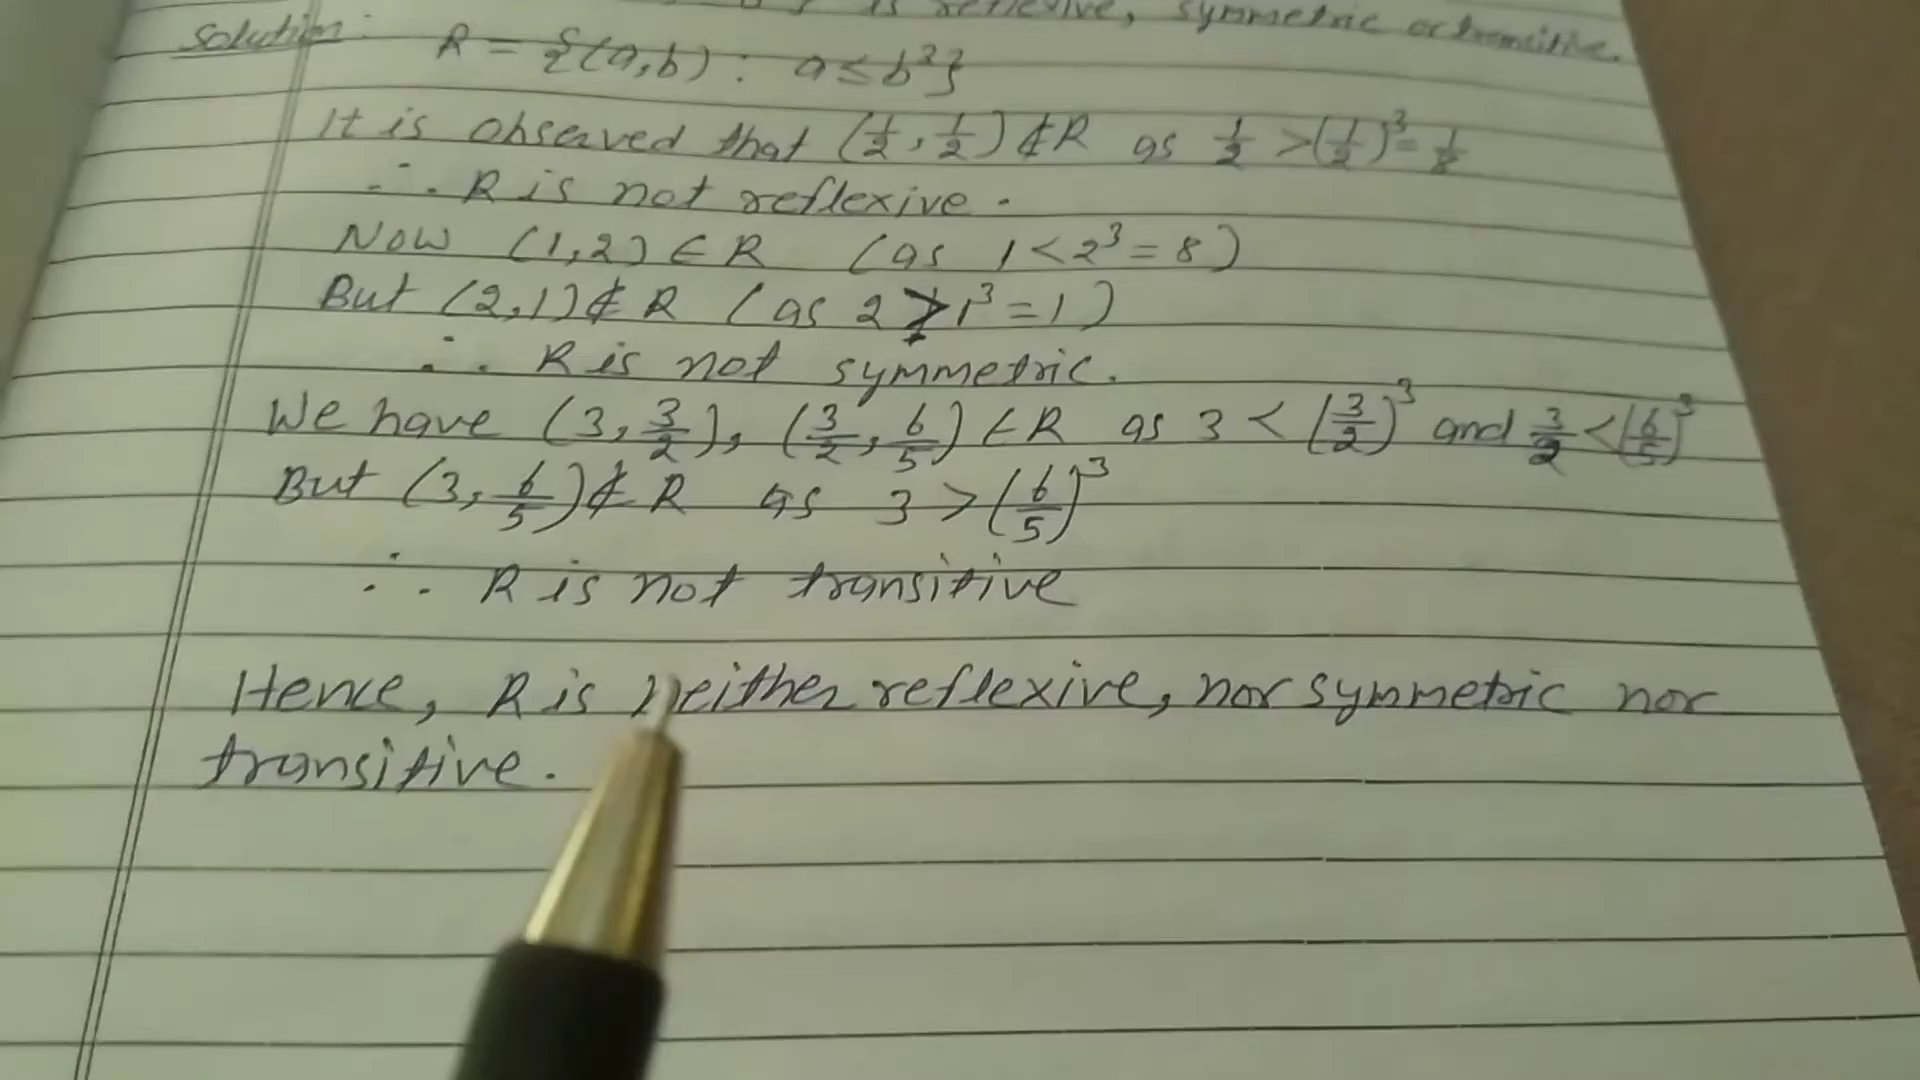 is reflexive, symmetric or transitive.
Solution: R = {(a,b) : a ≤ b³}
It is observed that (1/2, 1/2) ∉ R as 1/2 > (1/2)³ = 1/8
∴ R is not reflexive.
Now (1,2) ∈ R (as 1 < 2³ = 8)
But (2,1) ∉ R (as 2 > 1³ = 1)
∴ R is not symmetric.
We have (3, 3/2), (3/2, 6/5) ∈ R as 3 < (3/2)³ and 3/2 < (6/5)³
But (3, 6/5) ∉ R as 3 > (6/5)³
∴ R is not transitive
Hence, R is neither reflexive, nor symmetric nor
transitive.